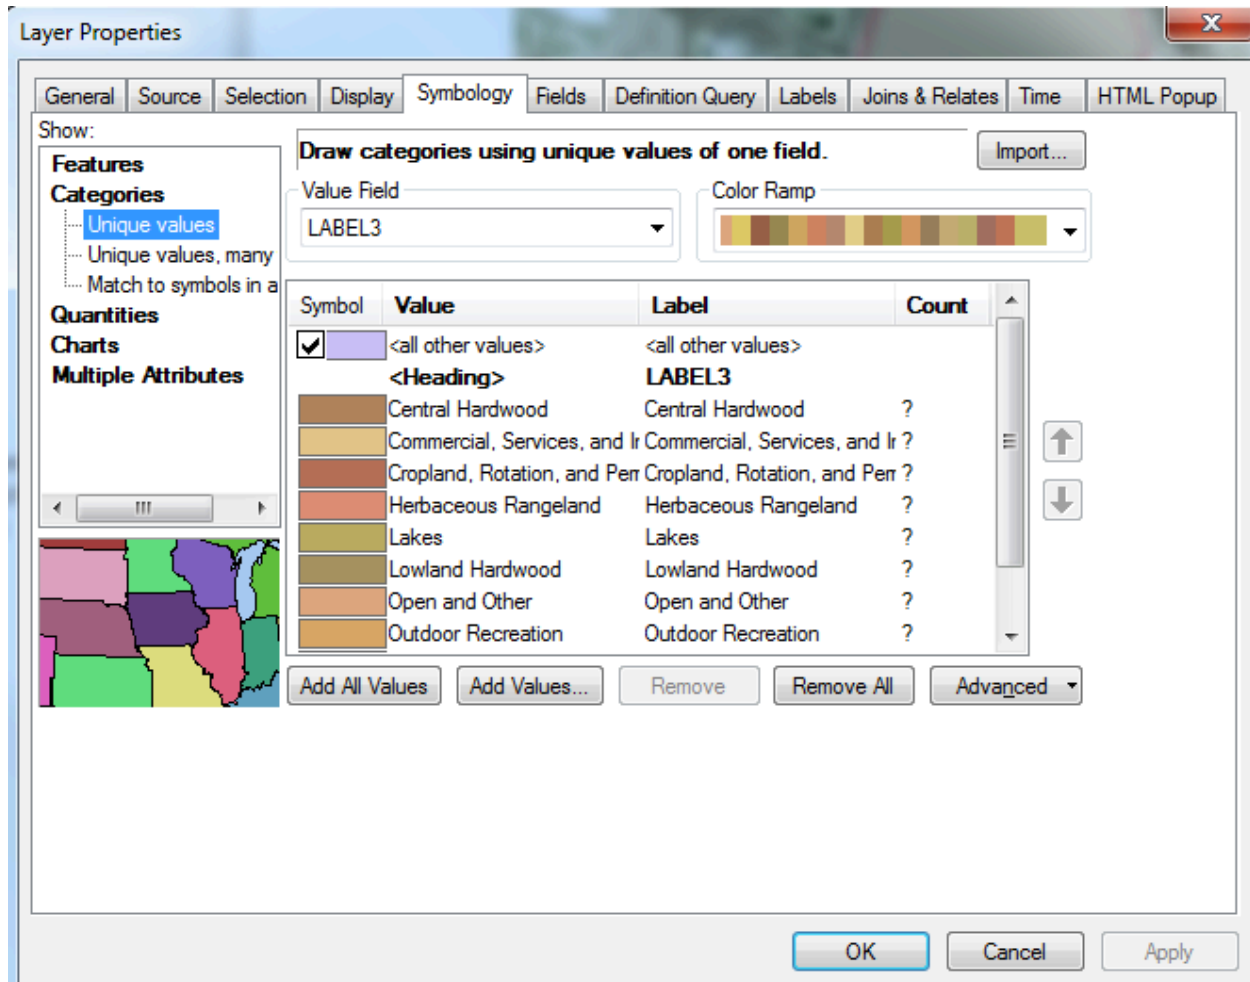 Layer Properties
X
General Source Selection Display Symbology Fields Definition Query Labels Joins & Relates Time HTML Popup
Show:
Features
Categories
Unique values
Unique values, many
Match to symbols in a
Quantities
Charts
Multiple Attributes
Draw categories using unique values of one field.
Import...
Value Field
LABEL3
Color Ramp
Symbol Value Label Count
<all other values> <all other values>
<Heading> LABEL3
Central Hardwood Central Hardwood ?
Commercial, Services, and Ir Commercial, Services, and Ir ?
Cropland, Rotation, and Perr Cropland, Rotation, and Perr ?
Herbaceous Rangeland Herbaceous Rangeland ?
Lakes Lakes ?
Lowland Hardwood Lowland Hardwood ?
Open and Other Open and Other ?
Outdoor Recreation Outdoor Recreation ?
Add All Values Add Values... Remove Remove All Advanced
OK Cancel Apply